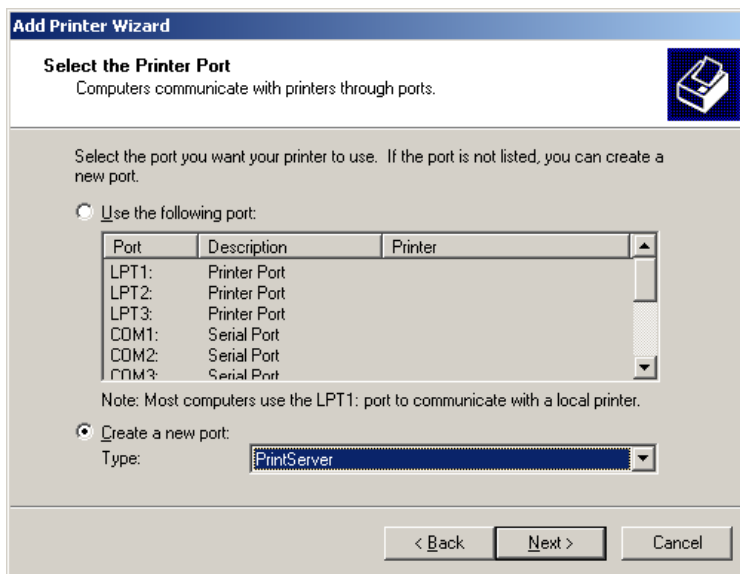 Add Printer Wizard
Select the Printer Port
Computers communicate with printers through ports.
Select the port you want your printer to use.  If the port is not listed, you can create a
new port.
Use the following port:
Port Description Printer
LPT1: Printer Port
LPT2: Printer Port
LPT3: Printer Port
COM1: Serial Port
COM2: Serial Port
COM3: Serial Port
Note: Most computers use the LPT1: port to communicate with a local printer.
Create a new port:
Type: PrintServer
< Back Next > Cancel